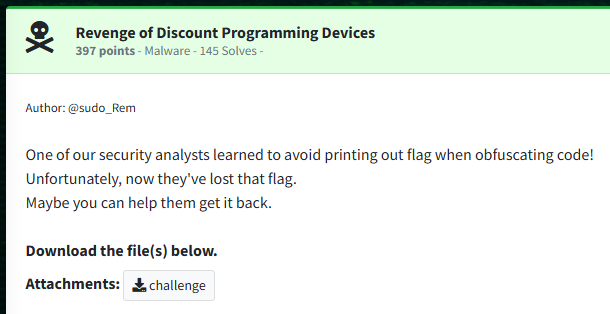 Revenge of Discount Programming Devices
397 points - Malware - 145 Solves -
Author: @sudo_Rem
One of our security analysts learned to avoid printing out flag when obfuscating code!
Unfortunately, now they've lost that flag.
Maybe you can help them get it back.
Download the file(s) below.
Attachments: challenge